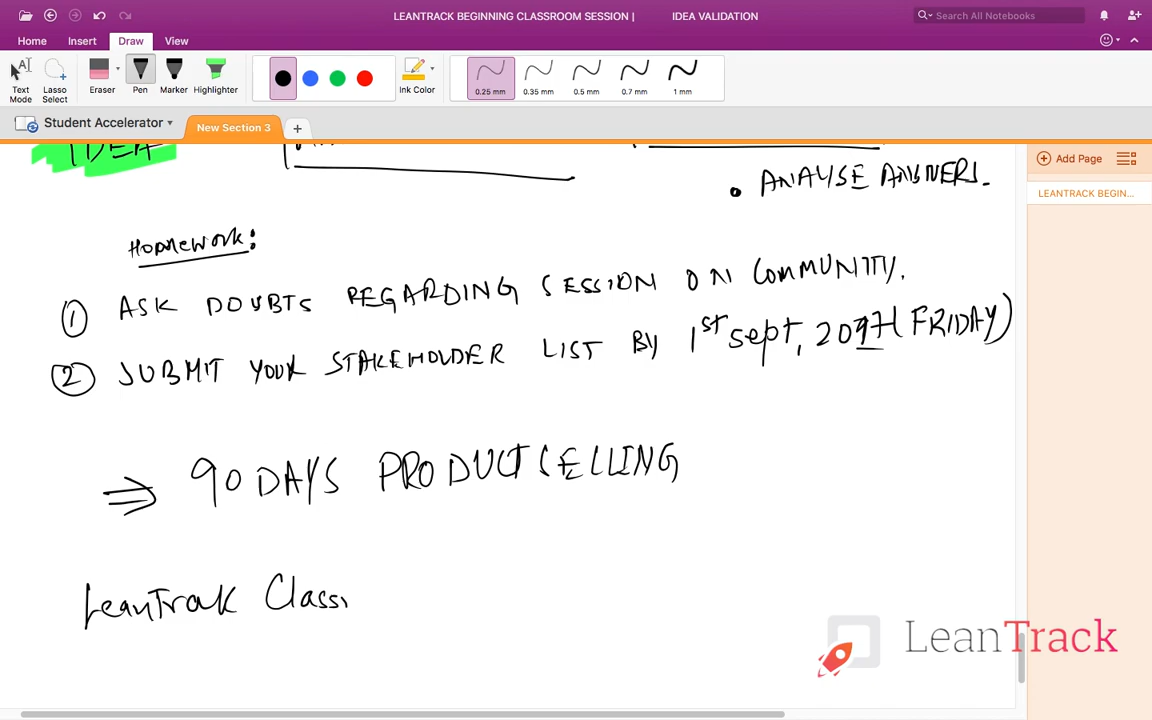 LEANTRACK BEGINNING CLASSROOM SESSION | IDEA VALIDATION
Search All Notebooks
Home Insert Draw View
Text Mode
Lasso Select
Eraser
Pen
Marker
Highlighter
Ink Color
0.25 mm 0.35 mm 0.5 mm 0.7 mm 1 mm
Student Accelerator
New Section 3
+
Add Page
LEANTRACK BEGIN...
IDEA
• ANALYSE ANSWERS.
Homework:
① ASK DOUBTS REGARDING SESSION ON COMMUNITY.
② SUBMIT YOUR STAKEHOLDER LIST BY 1st Sept, 2017 (FRIDAY)
⇒ 90 DAYS PRODUCT SELLING
LeanTrak Class
LeanTrack